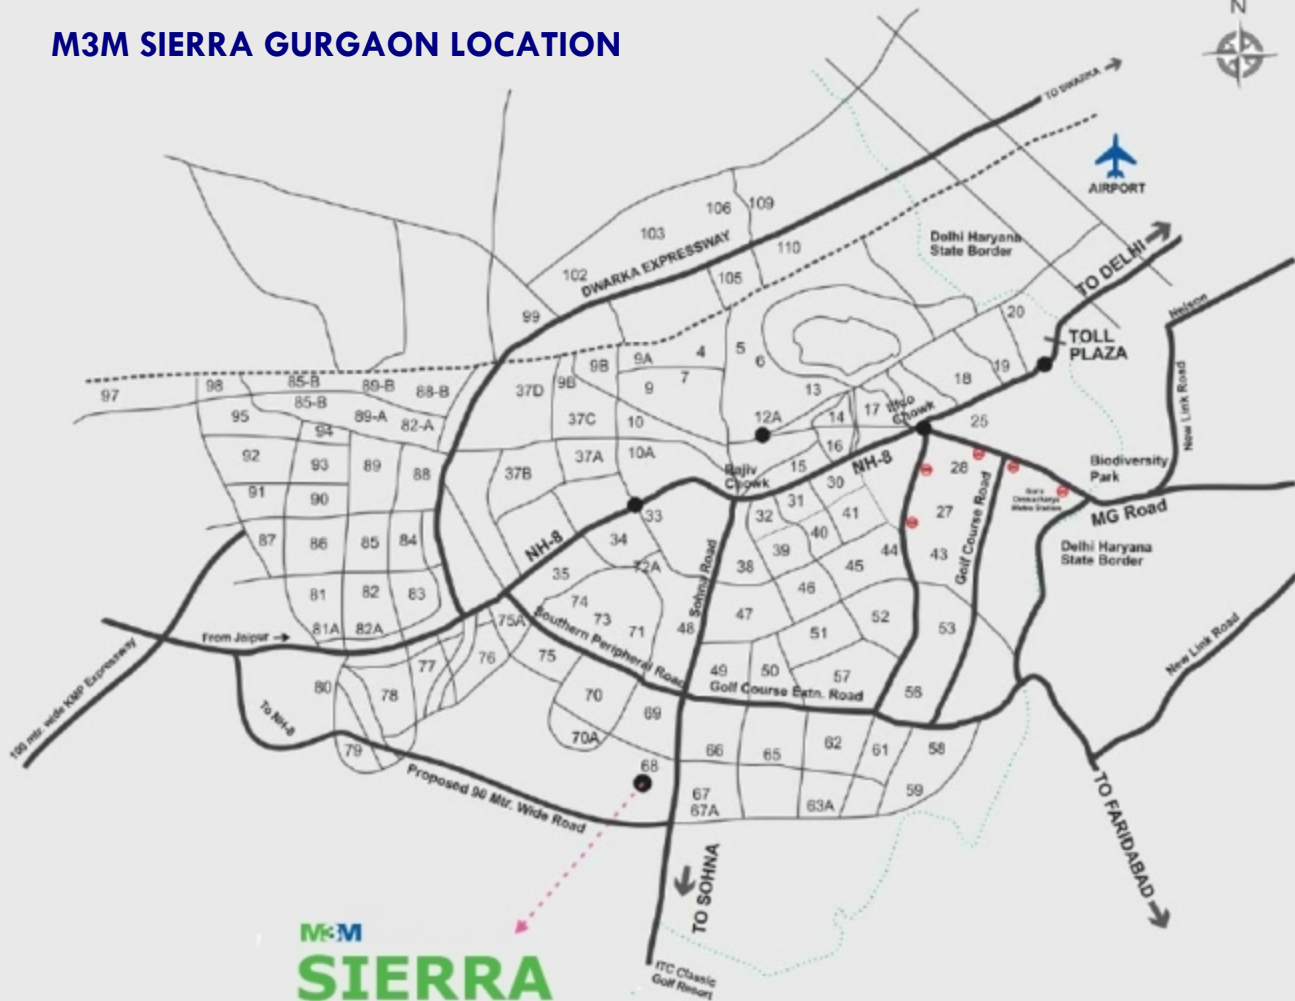 M3M SIERRA GURGAON LOCATION
N
TO DWARKA
AIRPORT
106
109
103
DWARKA EXPRESSWAY
110
Delhi Haryana
State Border
TO DELHI
102
105
99
20
TOLL
PLAZA
Nelson
New Link Road
97
98
85-B
89-B
88-B
37D
9B
9B
9A
4
5
6
7
9
13
18
19
85-B
89-A
82-A
95
94
37C
10
12A
14
17
Iffco
Chowk
25
92
93
89
88
37B
37A
10A
Rajiv
Chowk
15
16
NH-8
28
Biodiversity
Park
91
90
33
32
31
30
41
27
Golf Course Road
MG Road
87
86
85
84
NH-8
34
72A
Sohna Road
38
39
40
45
44
43
Delhi Haryana
State Border
81
82
83
35
74
73
71
48
47
46
52
53
51
81A
82A
From Jaipur
75A
Southern Peripheral Road
75
76
77
78
80
79
70
70A
69
49
50
57
56
Golf Course Extn. Road
New Link Road
100 mtr. wide KMP Expressway
To NH-8
Proposed 90 Mtr. Wide Road
68
66
65
62
61
58
59
67
67A
63A
TO FARIDABAD
TO SOHNA
ITC Classic
Golf Resort
M3M
SIERRA